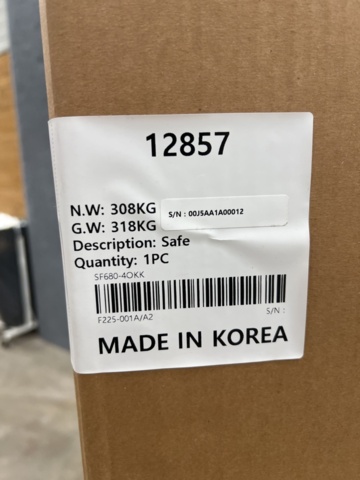 12857
N.W: 308KG
S/N : 00J5AA1A00012
G.W: 318KG
Description: Safe
Quantity: 1PC
SF680-4OKK
F225-001A/A2 S/N :
MADE IN KOREA